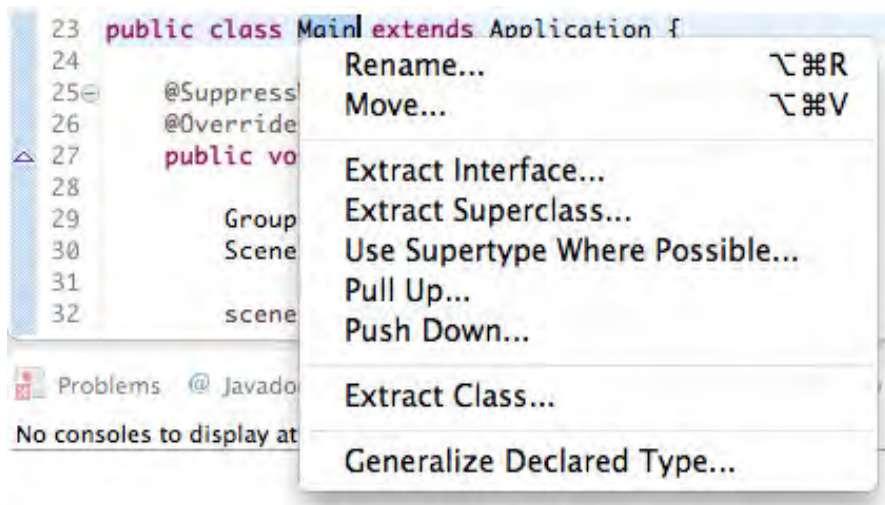 23 public class Main extends Application {
24
25 @Suppress
26 @Override
27 public vo
28
29 Group
30 Scene
31
32 scene
Rename... ⌥⌘R
Move... ⌥⌘V
Extract Interface...
Extract Superclass...
Use Supertype Where Possible...
Pull Up...
Push Down...
Extract Class...
Generalize Declared Type...
Problems @ Javado
No consoles to display at